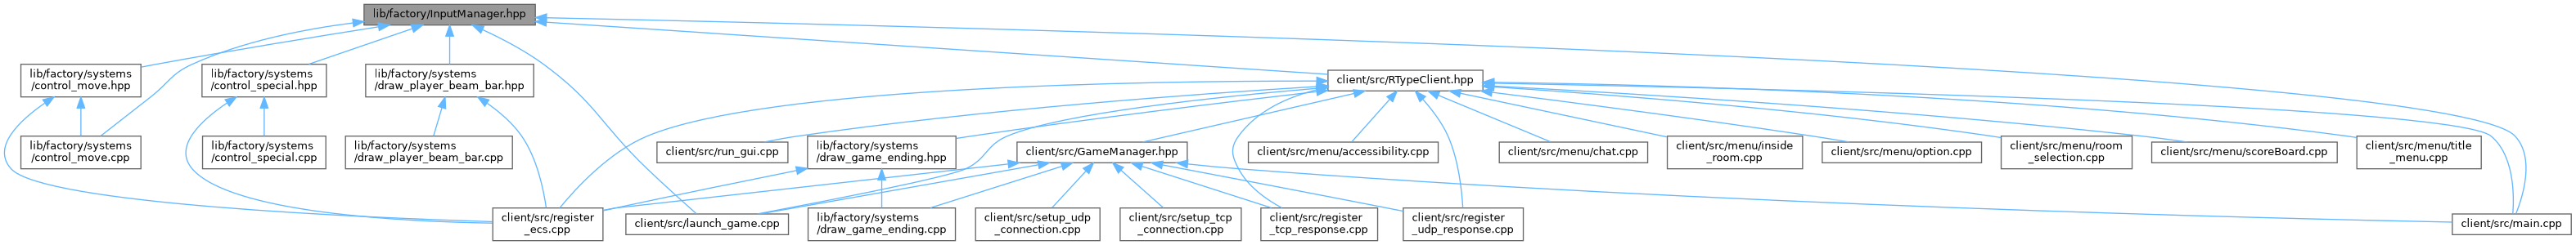 lib/factory/InputManager.hpp
lib/factory/systems
/control_move.hpp
lib/factory/systems
/control_special.hpp
lib/factory/systems
/draw_player_beam_bar.hpp
client/src/RTypeClient.hpp
lib/factory/systems
/control_move.cpp
lib/factory/systems
/control_special.cpp
lib/factory/systems
/draw_player_beam_bar.cpp
client/src/run_gui.cpp
lib/factory/systems
/draw_game_ending.hpp
client/src/GameManager.hpp
client/src/menu/accessibility.cpp
client/src/menu/chat.cpp
client/src/menu/inside
_room.cpp
client/src/menu/option.cpp
client/src/menu/room
_selection.cpp
client/src/menu/scoreBoard.cpp
client/src/menu/title
_menu.cpp
client/src/register
_ecs.cpp
client/src/launch_game.cpp
lib/factory/systems
/draw_game_ending.cpp
client/src/setup_udp
_connection.cpp
client/src/setup_tcp
_connection.cpp
client/src/register
_tcp_response.cpp
client/src/register
_udp_response.cpp
client/src/main.cpp